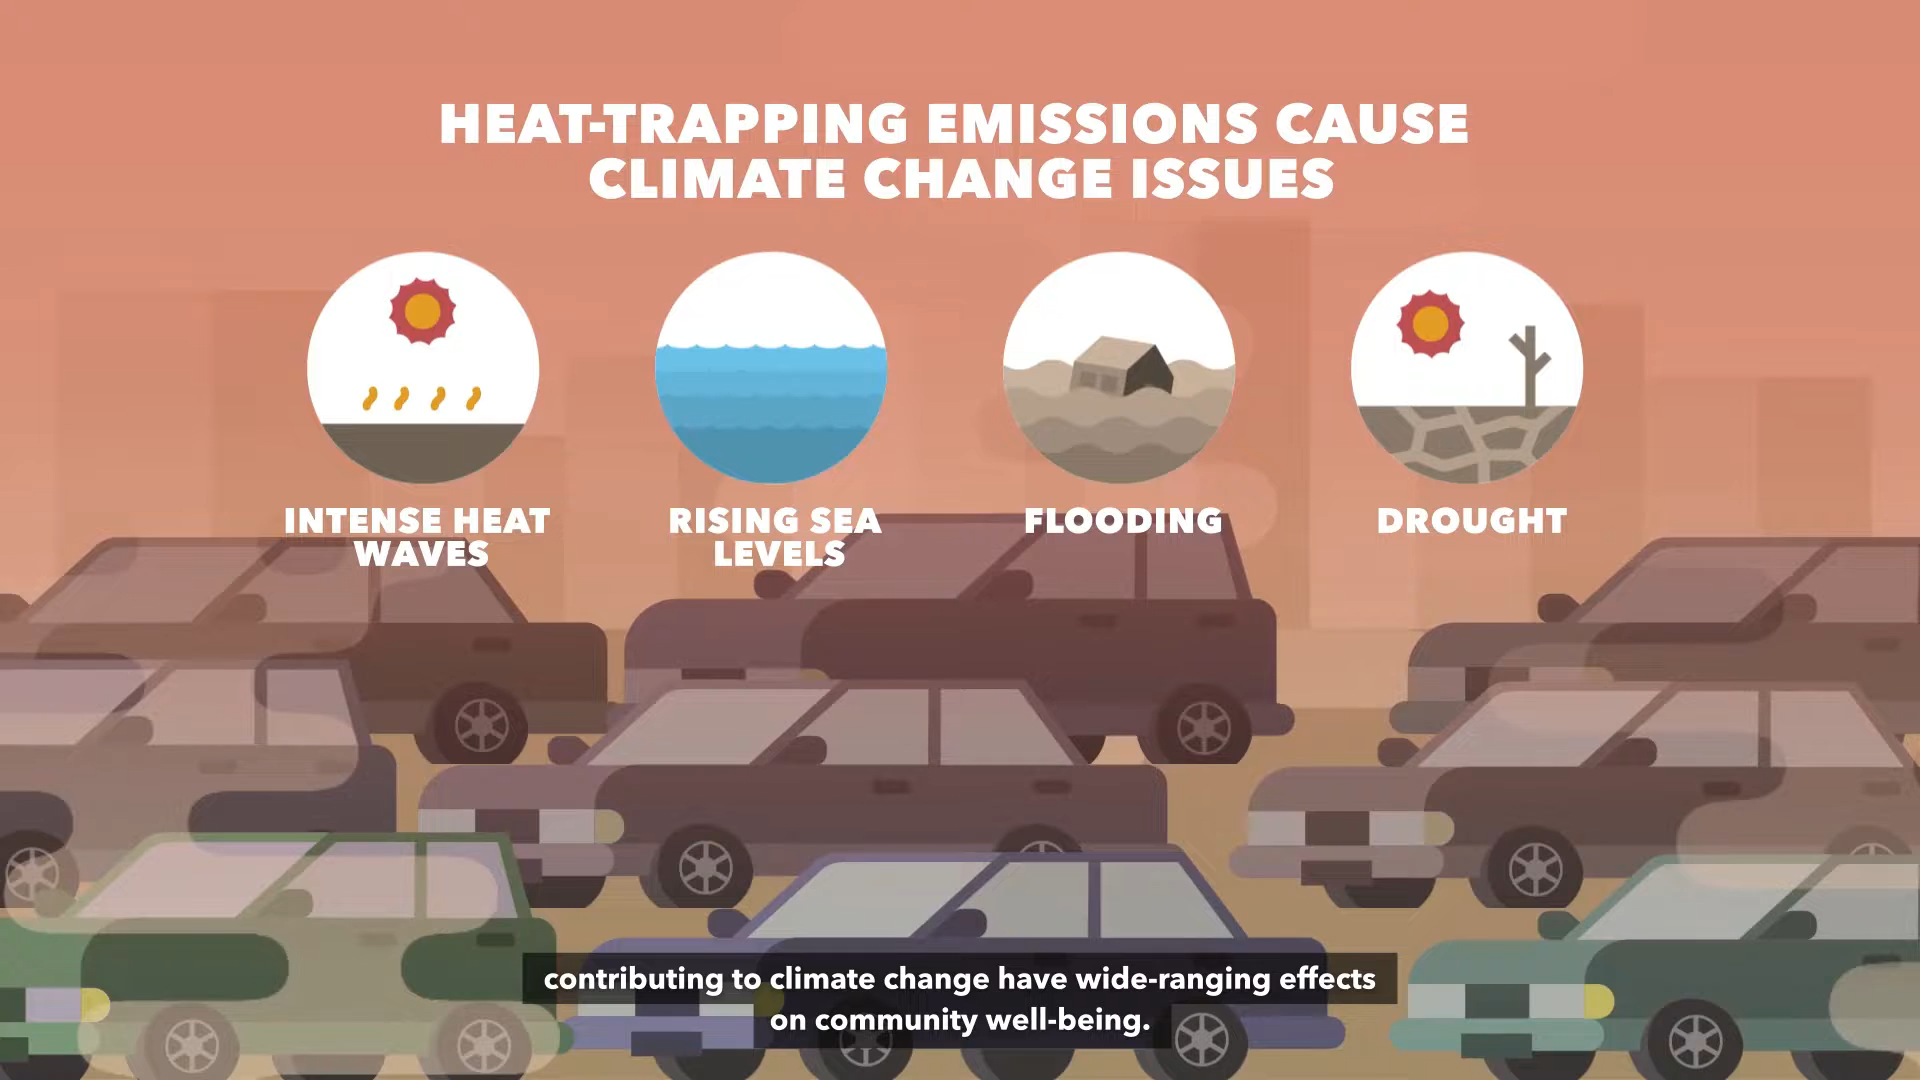 HEAT-TRAPPING EMISSIONS CAUSE
CLIMATE CHANGE ISSUES
INTENSE HEAT
WAVES
RISING SEA
LEVELS
FLOODING
DROUGHT
contributing to climate change have wide-ranging effects
on community well-being.